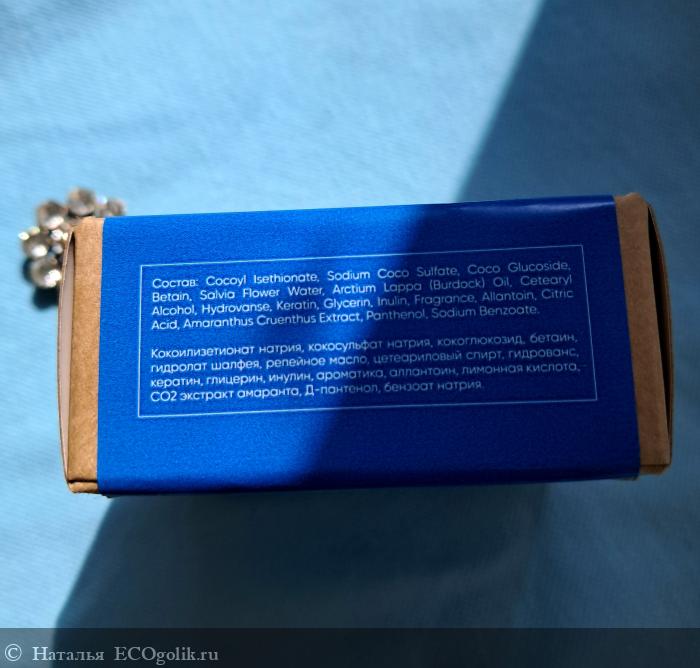 Состав: Cocoyl Isethionate, Sodium Coco Sulfate, Coco Glucoside,
Betain, Salvia Flower Water, Arctium Lappa (Burdock) Oil, Cetearyl
Alcohol, Hydrovanse, Keratin, Glycerin, Inulin, Fragrance, Allantoin, Citric
Acid, Amaranthus Cruenthus Extract, Panthenol, Sodium Benzoate.
Кокоилизетионат натрия, кокосульфат натрия, кокоглюкозид, бетаин,
гидролат шалфея, репейное масло, цетеариловый спирт, гидрованс,
кератин, глицерин, инулин, ароматика, аллантоин, лимонная кислота,
CO2 экстракт амаранта, Д-пантенол, бензоат натрия.
© Наталья ECOgolik.ru